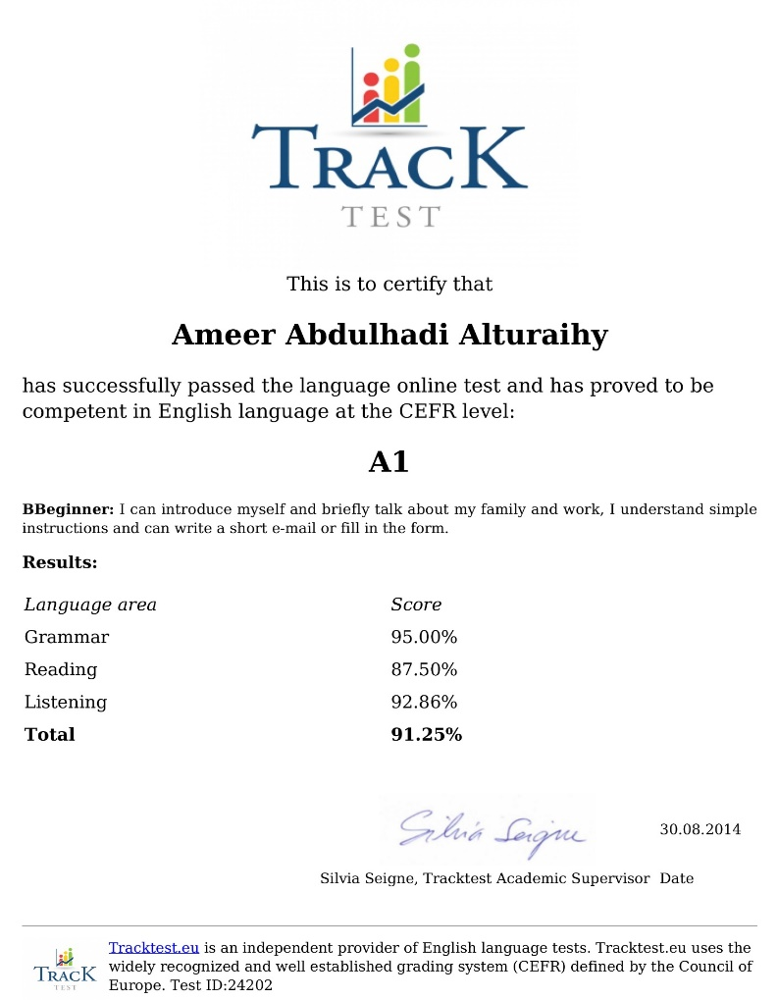 TRACK
TEST
This is to certify that
Ameer Abdulhadi Alturaihy
has successfully passed the language online test and has proved to be
competent in English language at the CEFR level:
A1
BBeginner: I can introduce myself and briefly talk about my family and work, I understand simple
instructions and can write a short e-mail or fill in the form.
Results:
Language area Score
Grammar 95.00%
Reading 87.50%
Listening 92.86%
Total 91.25%
Silvia Seigne 30.08.2014
Silvia Seigne, Tracktest Academic Supervisor Date
TRACK
TEST
Tracktest.eu is an independent provider of English language tests. Tracktest.eu uses the
widely recognized and well established grading system (CEFR) defined by the Council of
Europe. Test ID:24202